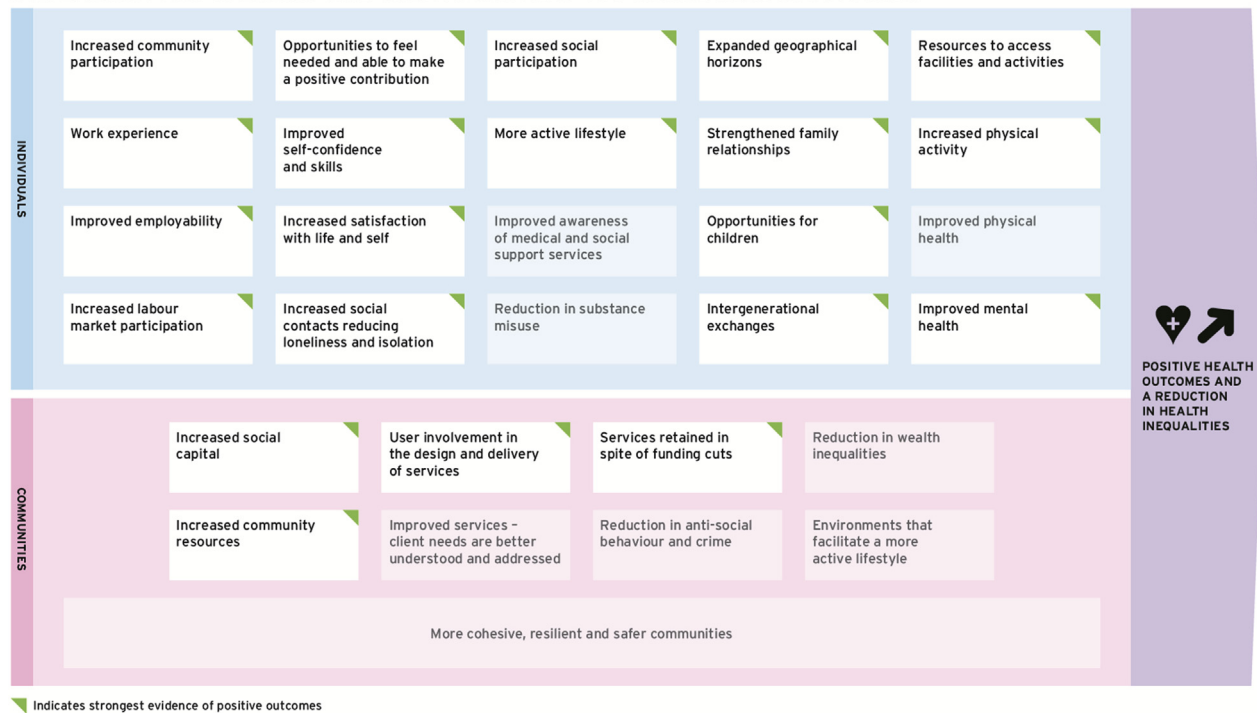 INDIVIDUALS
Increased community
participation
Opportunities to feel
needed and able to make
a positive contribution
Increased social
participation
Expanded geographical
horizons
Resources to access
facilities and activities
Work experience
Improved
self-confidence
and skills
More active lifestyle
Strengthened family
relationships
Increased physical
activity
Improved employability
Increased satisfaction
with life and self
Improved awareness
of medical and social
support services
Opportunities for
children
Improved physical
health
Increased labour
market participation
Increased social
contacts reducing
loneliness and isolation
Reduction in substance
misuse
Intergenerational
exchanges
Improved mental
health
COMMUNITIES
Increased social
capital
User involvement in
the design and delivery
of services
Services retained in
spite of funding cuts
Reduction in wealth
inequalities
Increased community
resources
Improved services –
client needs are better
understood and addressed
Reduction in anti-social
behaviour and crime
Environments that
facilitate a more
active lifestyle
More cohesive, resilient and safer communities
POSITIVE HEALTH
OUTCOMES AND
A REDUCTION
IN HEALTH
INEQUALITIES
Indicates strongest evidence of positive outcomes